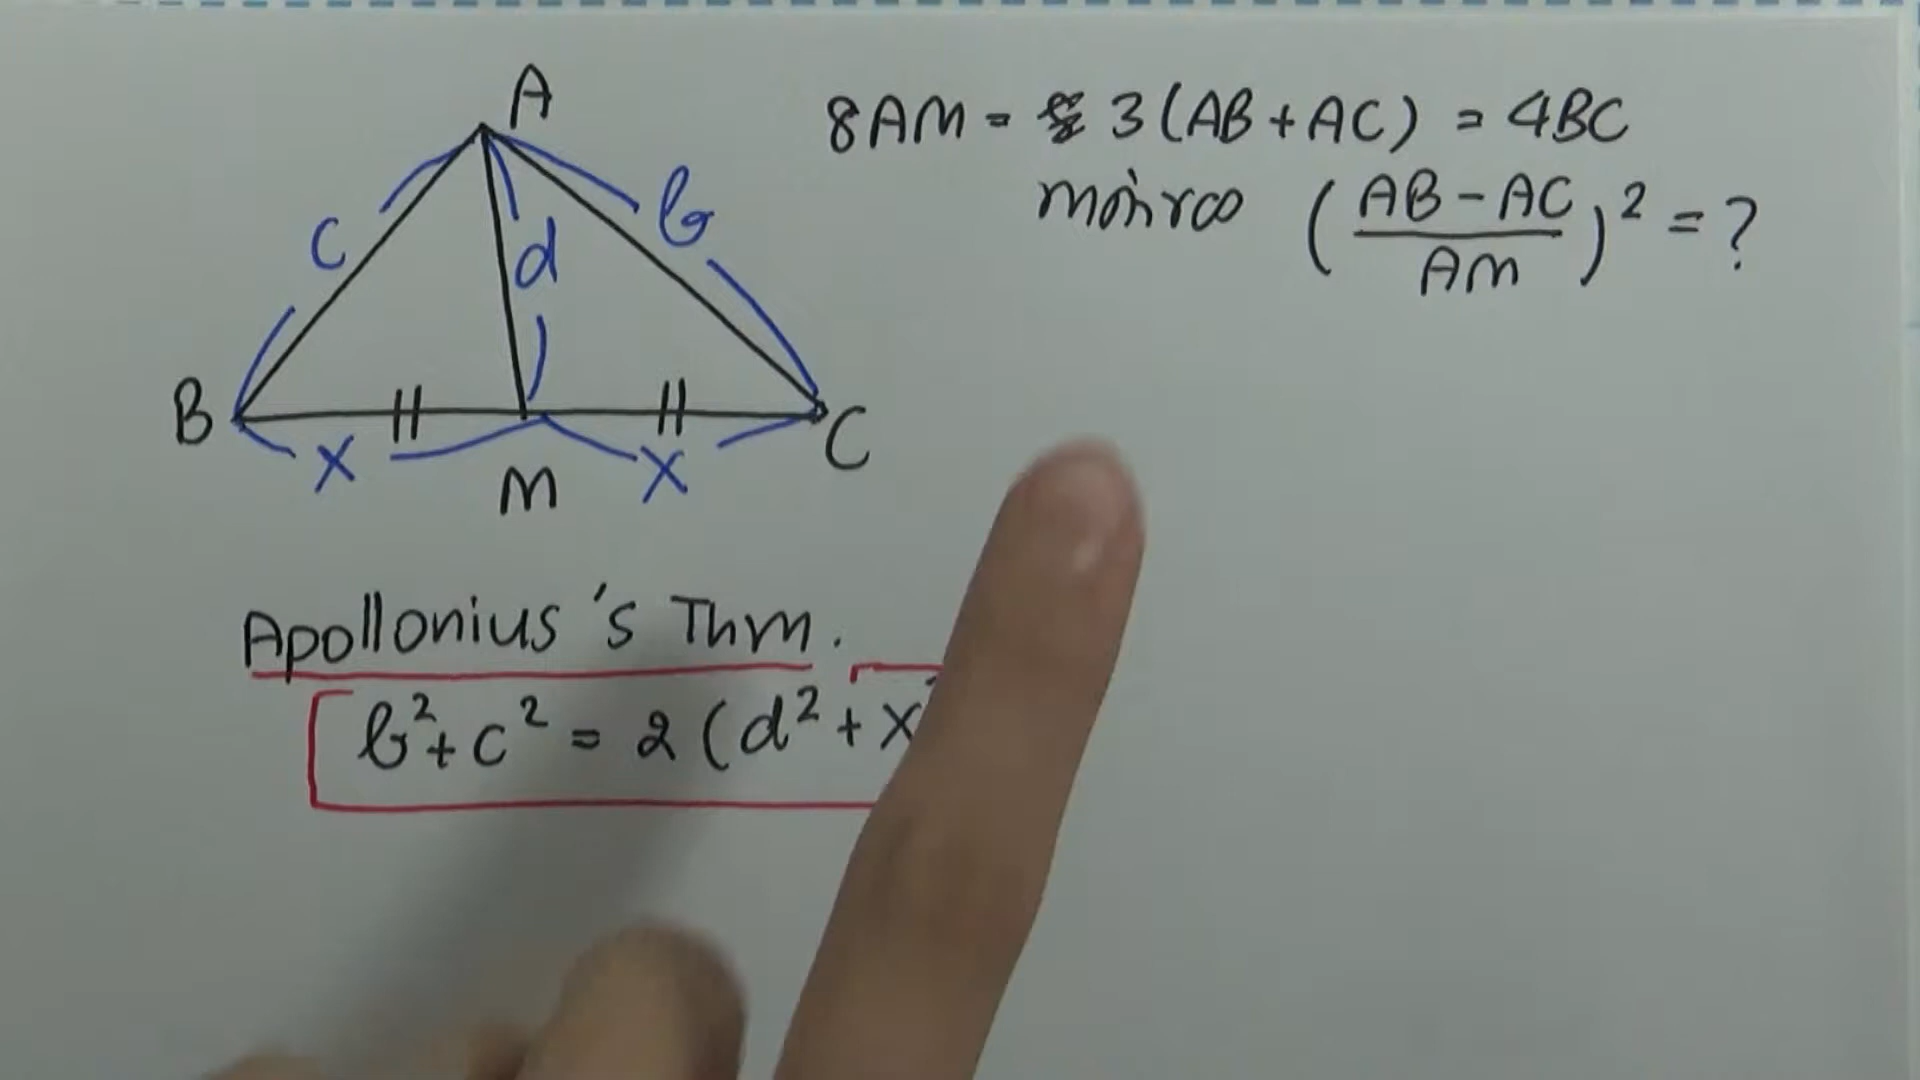 A
8AM = 3(AB + AC) = 4BC
(AB - AC / AM)² = ?
c
d
b
B
x
M
x
C
Apollonius's Thm.
b² + c² = 2(d² + x